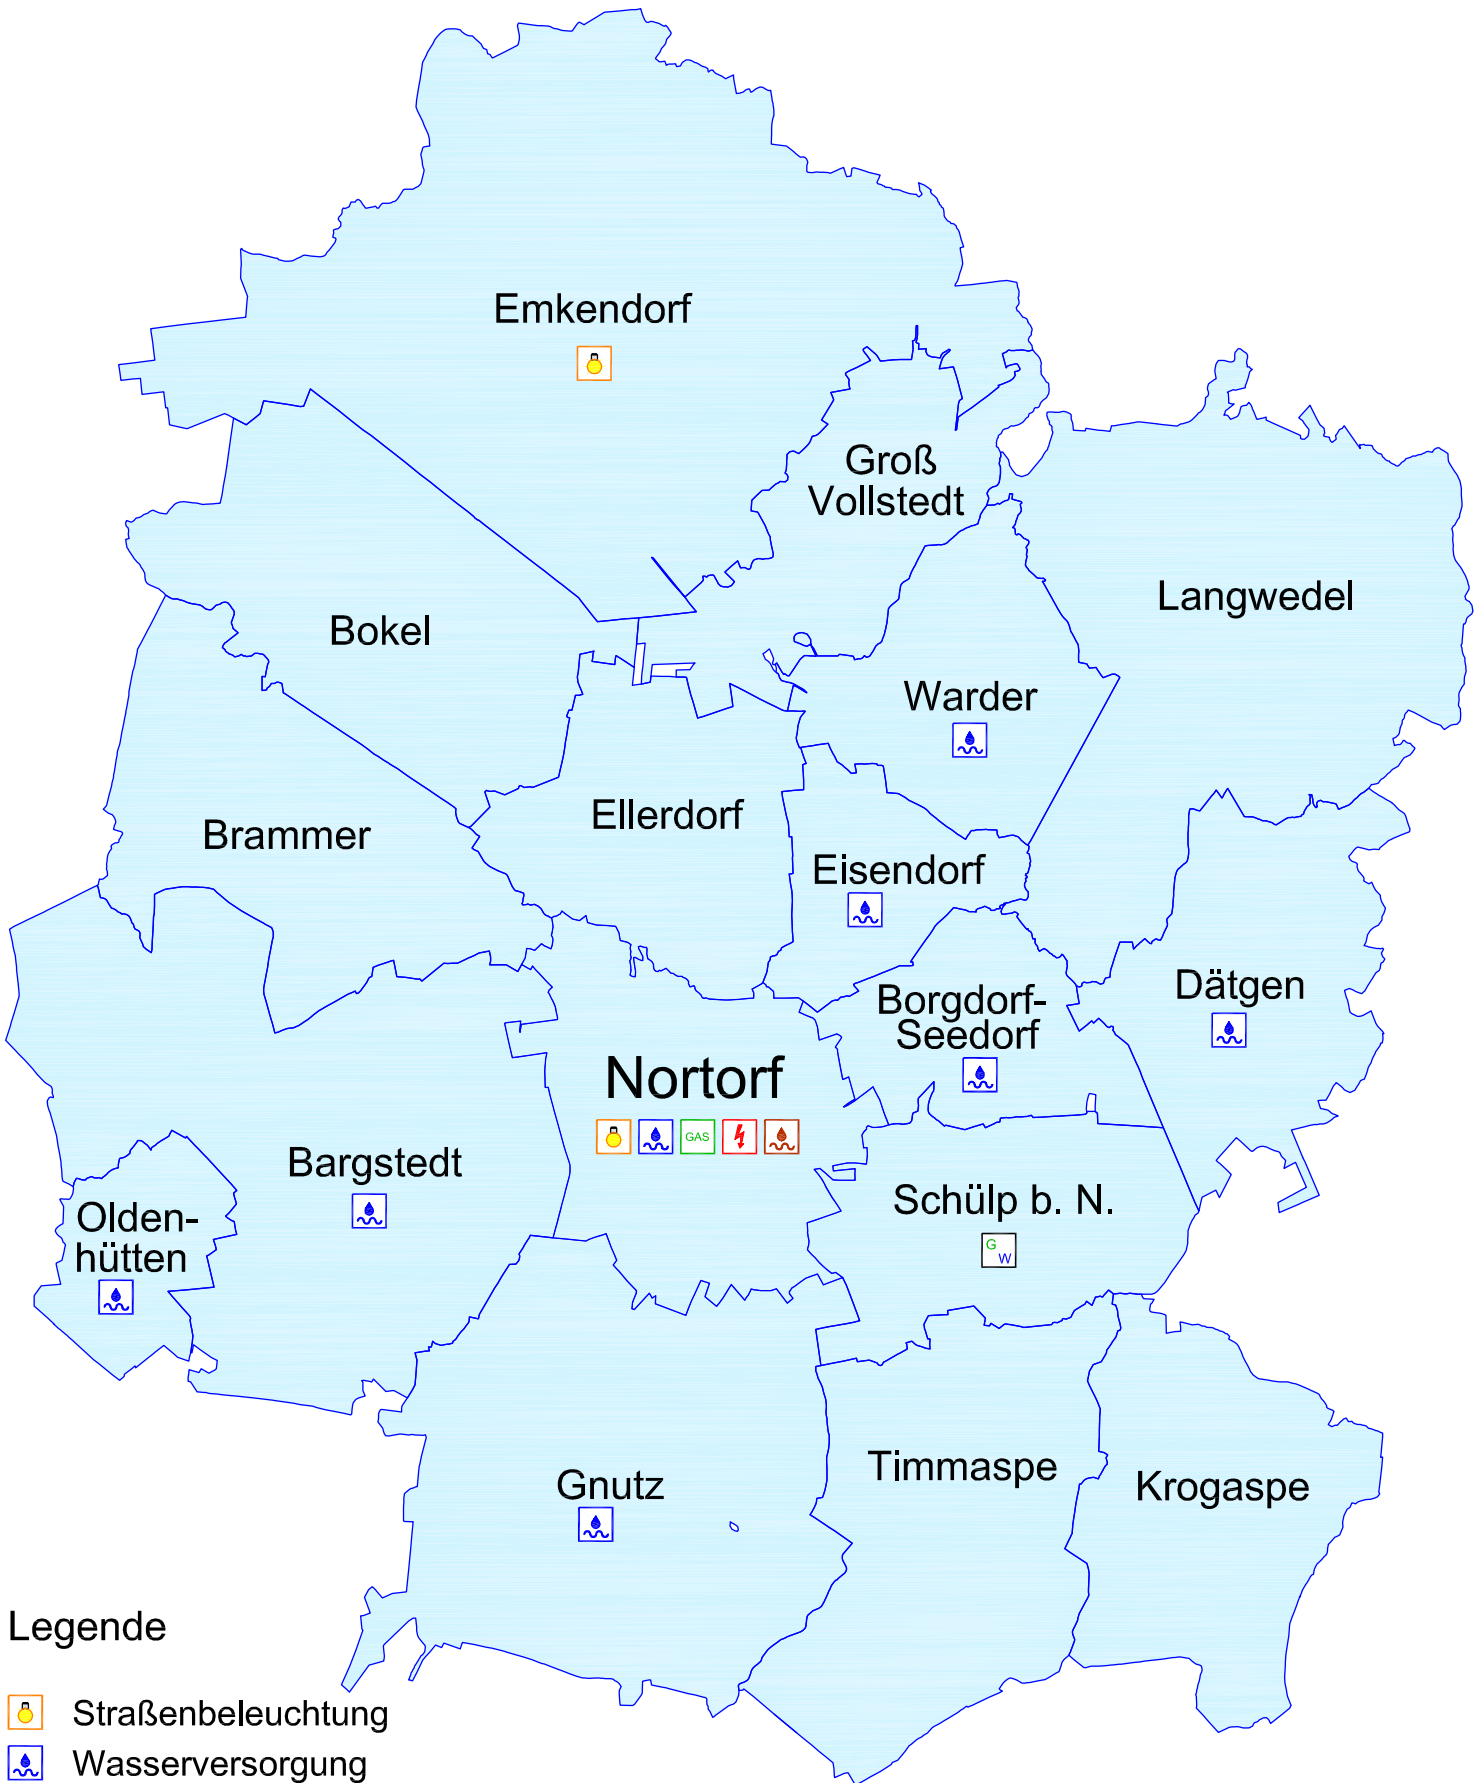 Emkendorf
Groß
Vollstedt
Langwedel
Bokel
Warder
Ellerdorf
Brammer
Eisendorf
Dätgen
Borgdorf-
Seedorf
Nortorf
GAS
Bargstedt
Schülp b. N.
G
W
Olden-
hütten
Timmaspe
Gnutz
Krogaspe
Legende
Straßenbeleuchtung
Wasserversorgung